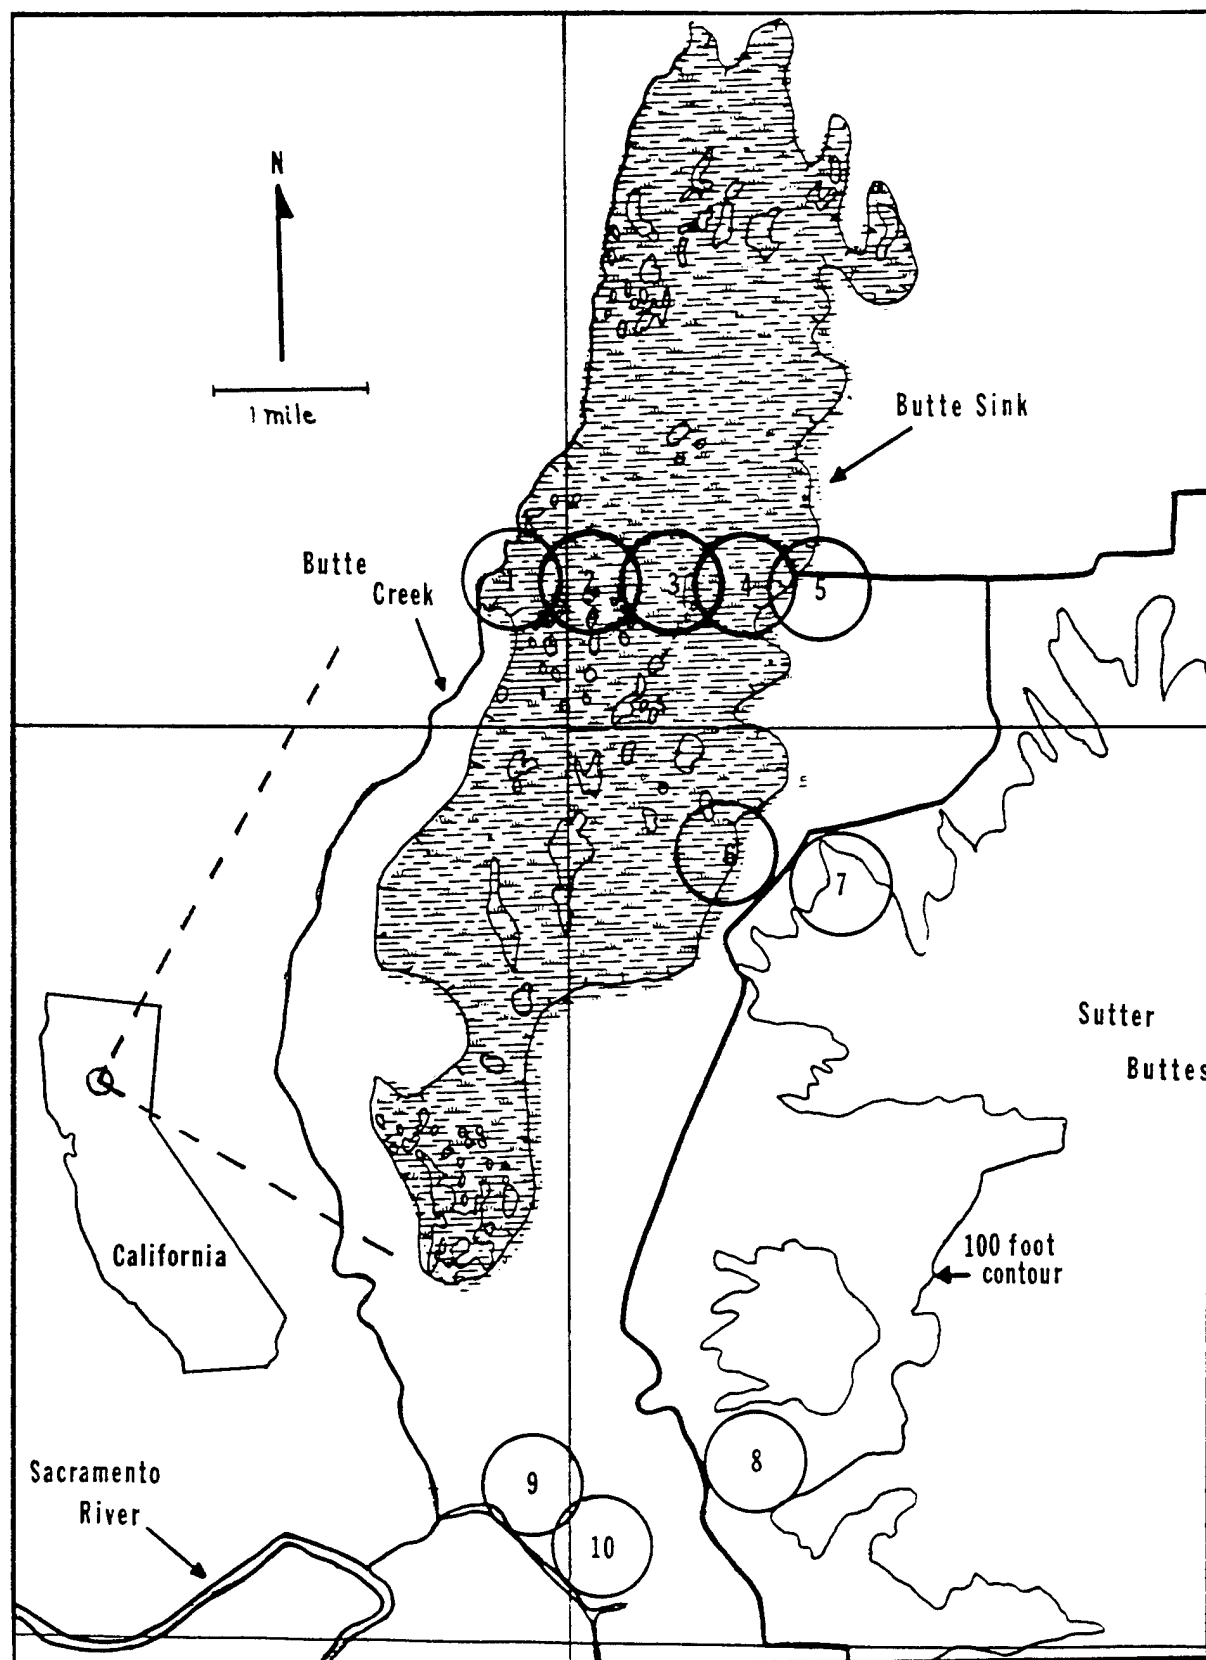 N
1 mile
Butte Sink
Butte
Creek
1
2
3
4
5
6
7
Sutter
Buttes
California
100 foot
contour
8
9
10
Sacramento
River